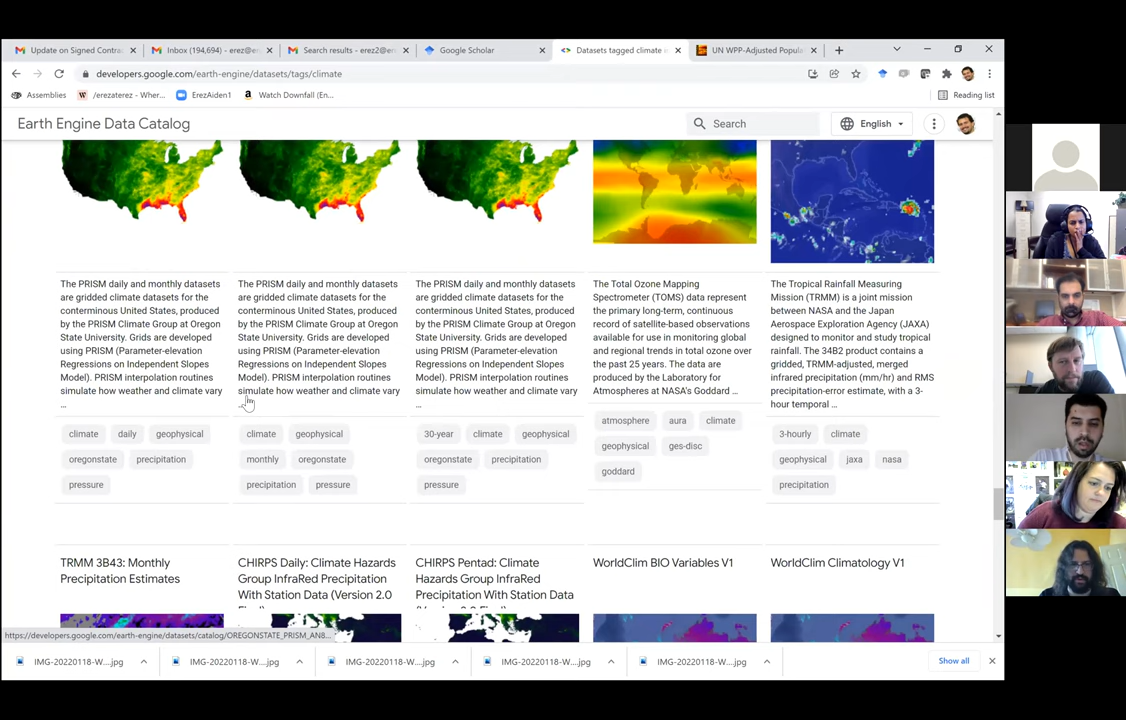 Update on Signed Contra
Inbox (194,694) - erez@en
Search results - erez2@en
Google Scholar
Datasets tagged climate in
UN WPP-Adjusted Popula
developers.google.com/earth-engine/datasets/tags/climate
Assemblies
/erezaterez - Wher...
ErezAiden1
Watch Downfall (En...
Reading list
Earth Engine Data Catalog
Search
English
The PRISM daily and monthly datasets
are gridded climate datasets for the
conterminous United States, produced
by the PRISM Climate Group at Oregon
State University. Grids are developed
using PRISM (Parameter-elevation
Regressions on Independent Slopes
Model). PRISM interpolation routines
simulate how weather and climate vary
...
climate daily geophysical
oregonstate precipitation
pressure
The PRISM daily and monthly datasets
are gridded climate datasets for the
conterminous United States, produced
by the PRISM Climate Group at Oregon
State University. Grids are developed
using PRISM (Parameter-elevation
Regressions on Independent Slopes
Model). PRISM interpolation routines
simulate how weather and climate vary
...
climate geophysical
monthly oregonstate
precipitation pressure
The PRISM daily and monthly datasets
are gridded climate datasets for the
conterminous United States, produced
by the PRISM Climate Group at Oregon
State University. Grids are developed
using PRISM (Parameter-elevation
Regressions on Independent Slopes
Model). PRISM interpolation routines
simulate how weather and climate vary
...
30-year climate geophysical
oregonstate precipitation
pressure
The Total Ozone Mapping
Spectrometer (TOMS) data represent
the primary long-term, continuous
record of satellite-based observations
available for use in monitoring global
and regional trends in total ozone over
the past 25 years. The data are
produced by the Laboratory for
Atmospheres at NASA's Goddard ...
atmosphere aura climate
geophysical ges-disc
goddard
The Tropical Rainfall Measuring
Mission (TRMM) is a joint mission
between NASA and the Japan
Aerospace Exploration Agency (JAXA)
designed to monitor and study tropical
rainfall. The 34B2 product contains a
gridded, TRMM-adjusted, merged
infrared precipitation (mm/hr) and RMS
precipitation-error estimate, with a 3-
hour temporal ...
3-hourly climate
geophysical jaxa nasa
precipitation
TRMM 3B43: Monthly
Precipitation Estimates
CHIRPS Daily: Climate Hazards
Group InfraRed Precipitation
With Station Data (Version 2.0
Final)
CHIRPS Pentad: Climate
Hazards Group InfraRed
Precipitation With Station Data
(Version 2.0 Final)
WorldClim BIO Variables V1
WorldClim Climatology V1
https://developers.google.com/earth-engine/datasets/catalog/OREGONSTATE_PRISM_AN8...
IMG-20220118-W....jpg
IMG-20220118-W....jpg
IMG-20220118-W....jpg
IMG-20220118-W....jpg
IMG-20220118-W....jpg
Show all